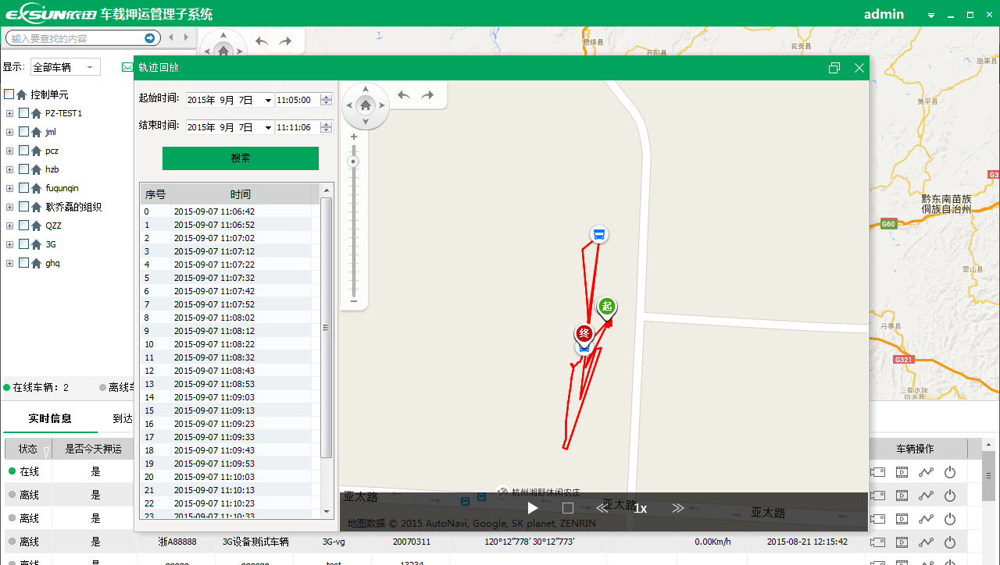 EXSUN依迅 车载押运管理子系统
admin
输入要查找的内容
显示: 全部车辆
控制单元
PZ-TEST1
jml
pcz
hzb
fuqunqin
耿乔磊的组织
QZZ
3G
ghq
在线车辆: 2
离线车
实时信息 到达
息烽县
开阳县
瓮安县
施秉县
黄平县
G3
黔东南苗族
侗族自治州
G60
雷山县
丹寨县
G321
三都水族
自治县
轨迹回放
起始时间: 2015年 9月 7日 11:05:00
结束时间: 2015年 9月 7日 11:11:06
搜索
序号 时间
0 2015-09-07 11:06:42
1 2015-09-07 11:06:52
2 2015-09-07 11:07:02
3 2015-09-07 11:07:12
4 2015-09-07 11:07:22
5 2015-09-07 11:07:32
6 2015-09-07 11:07:42
7 2015-09-07 11:07:52
8 2015-09-07 11:08:02
9 2015-09-07 11:08:12
10 2015-09-07 11:08:22
11 2015-09-07 11:08:32
12 2015-09-07 11:08:43
13 2015-09-07 11:08:53
14 2015-09-07 11:09:03
15 2015-09-07 11:09:13
16 2015-09-07 11:09:23
17 2015-09-07 11:09:33
18 2015-09-07 11:09:43
19 2015-09-07 11:09:53
20 2015-09-07 11:10:03
21 2015-09-07 11:10:13
22 2015-09-07 11:10:23
23 2015-09-07 11:10:33
起
终
杭州湘野休闲农庄
亚太路
亚太路
亚太路
1x
地图数据 © 2015 AutoNavi, Google, SK planet, ZENRIN
状态 是否今天押运 车辆操作
在线 是
离线 是
离线 是
离线 是 浙A88888 3G设备测试车辆 3G-vg 20070311 120°12″778′ 30°12″773′ 0.00Km/h 2015-08-21 12:15:42
离线 是 test 13234